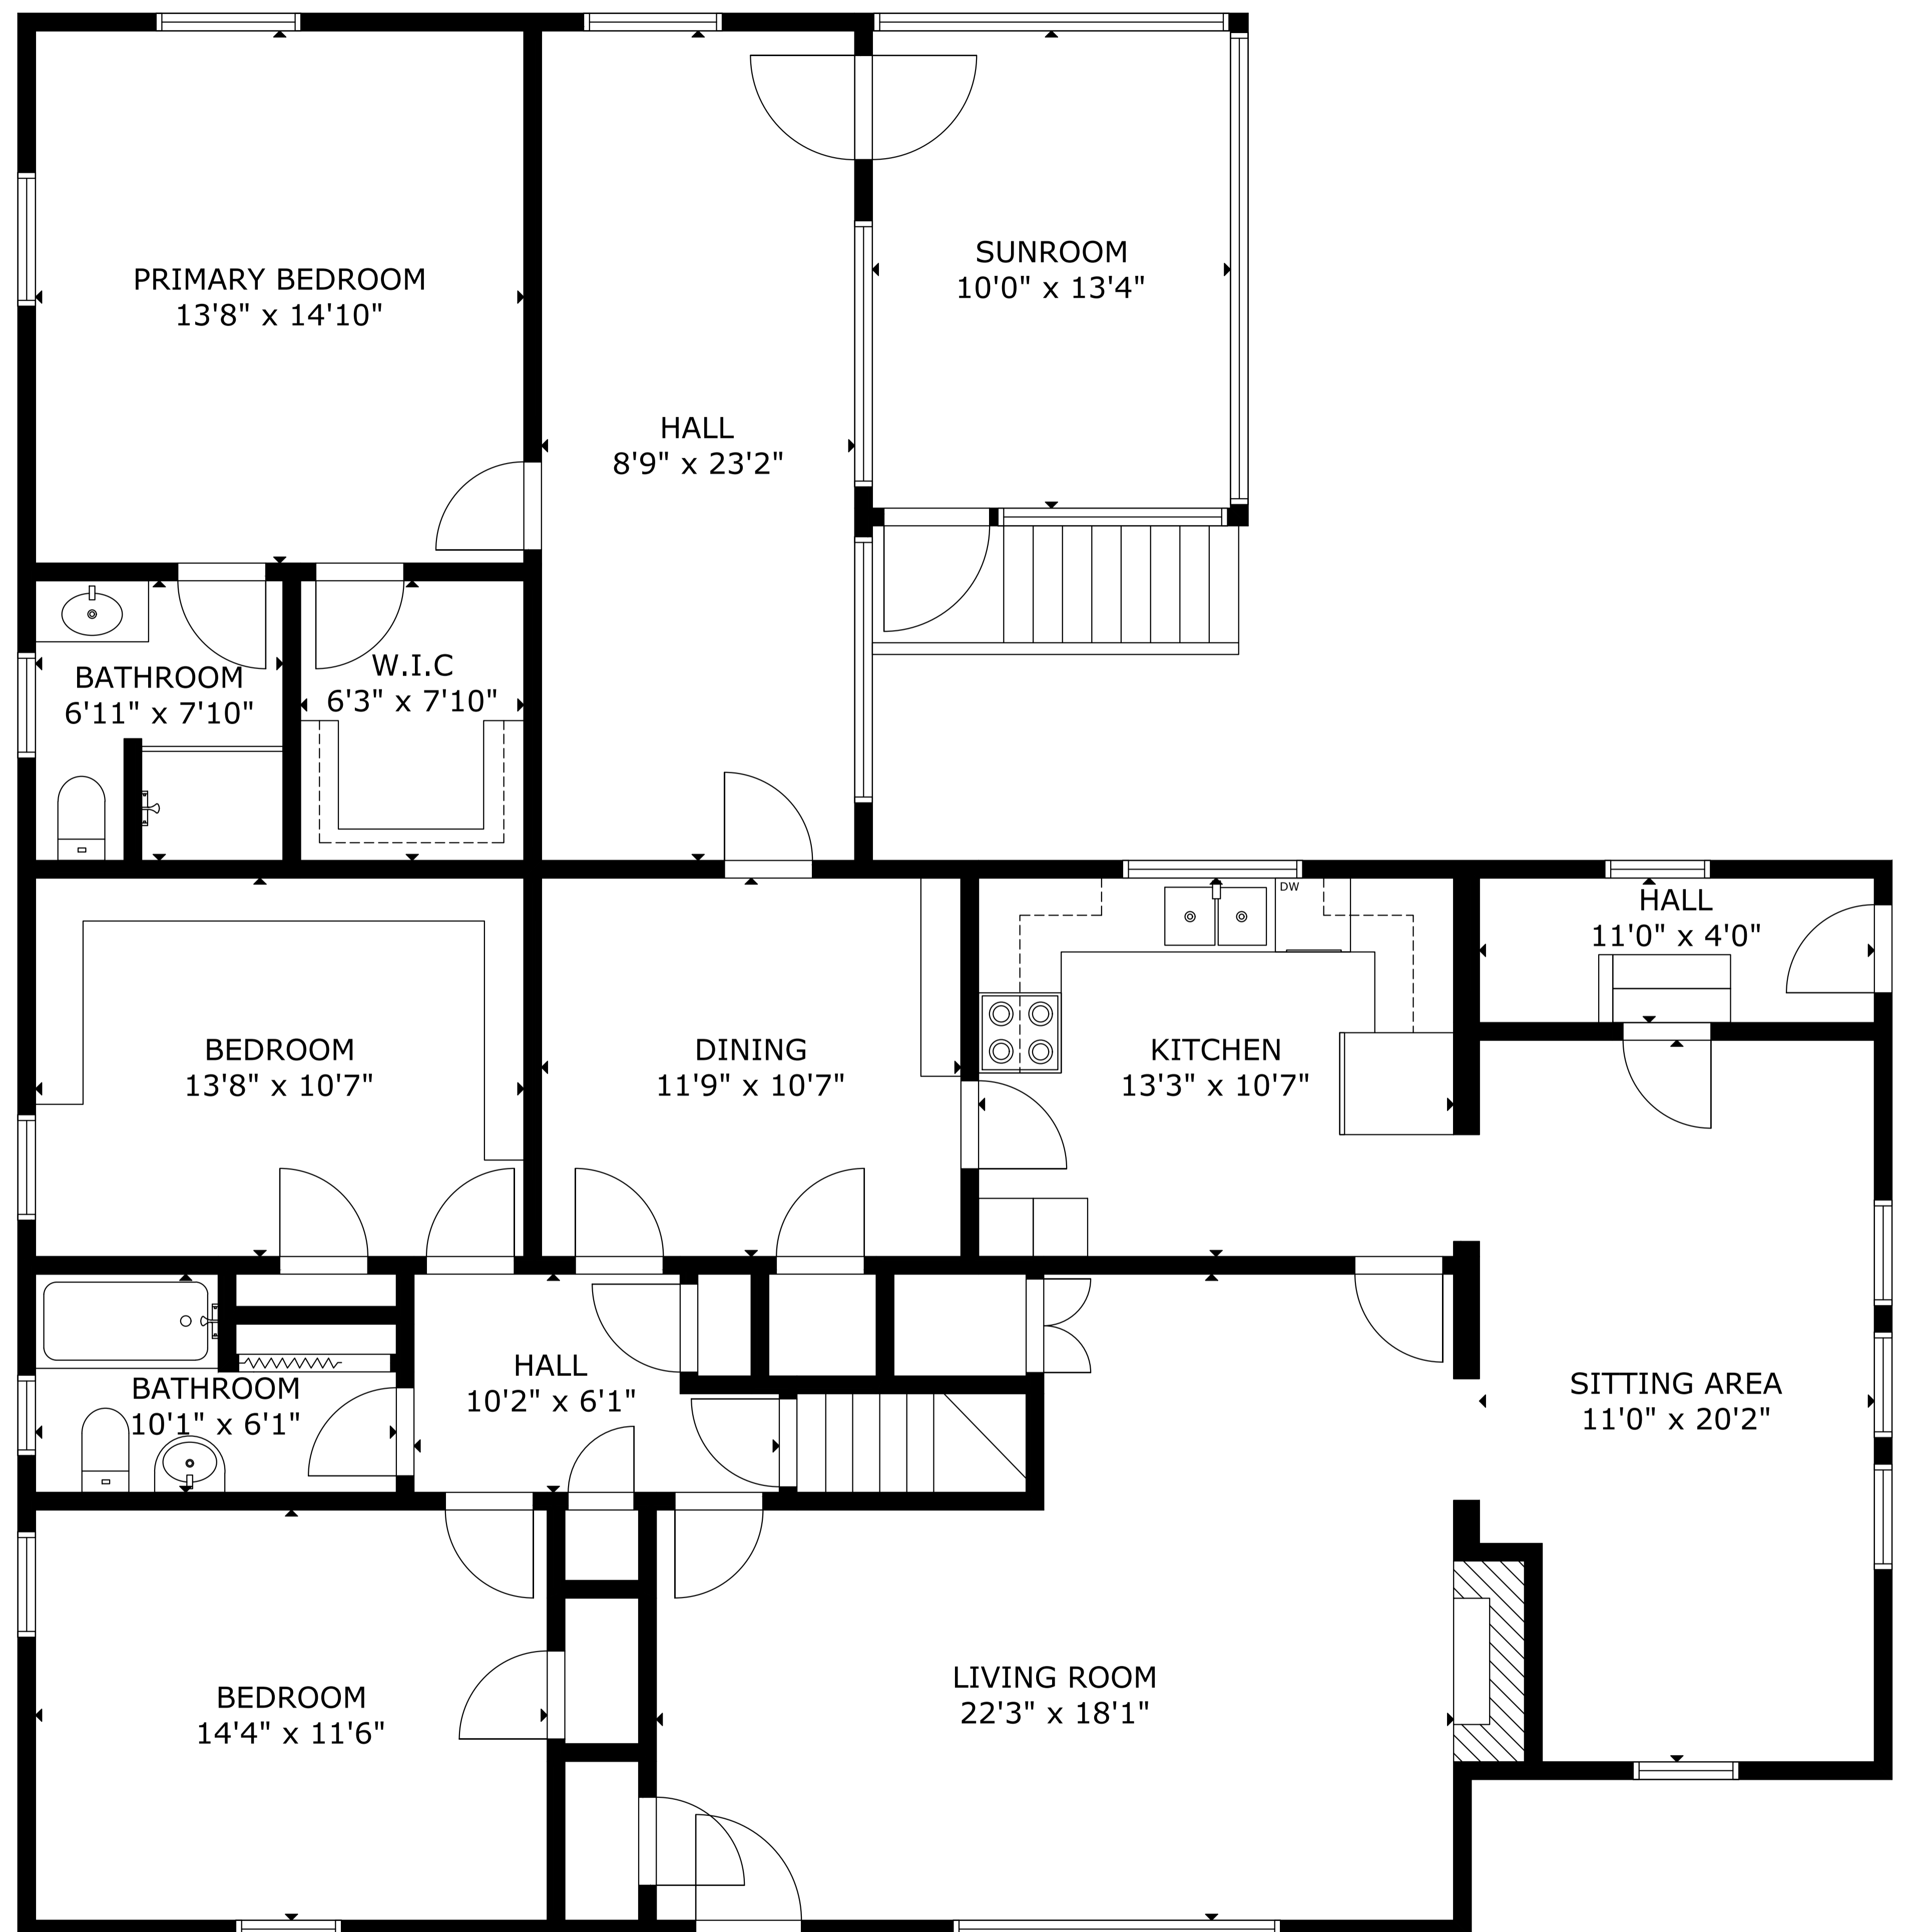 PRIMARY BEDROOM
13'8" x 14'10"
SUNROOM
10'0" x 13'4"
HALL
8'9" x 23'2"
BATHROOM
6'11" x 7'10"
W.I.C
6'3" x 7'10"
DW
HALL
11'0" x 4'0"
BEDROOM
13'8" x 10'7"
DINING
11'9" x 10'7"
KITCHEN
13'3" x 10'7"
BATHROOM
10'1" x 6'1"
HALL
10'2" x 6'1"
SITTING AREA
11'0" x 20'2"
BEDROOM
14'4" x 11'6"
LIVING ROOM
22'3" x 18'1"